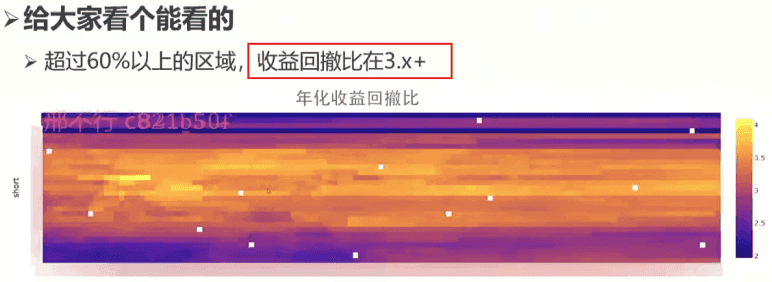 ➢给大家看个能看的
➢ 超过60%以上的区域，收益回撤比在3.x+
年化收益回撤比
邢不行 c821b50f
short
4
3.5
3
2.5
2